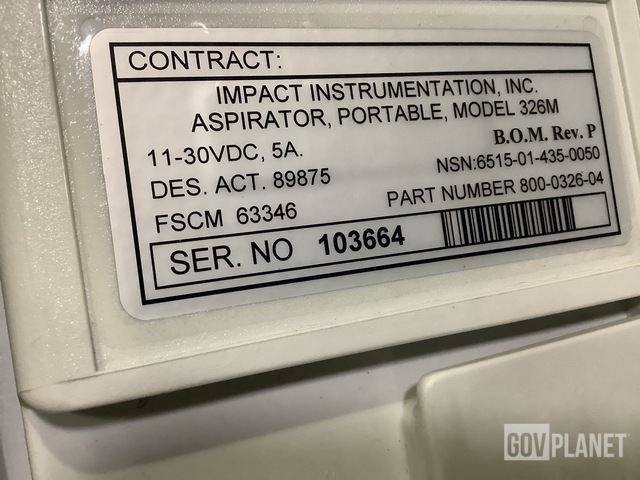 CONTRACT:
IMPACT INSTRUMENTATION, INC.
ASPIRATOR, PORTABLE, MODEL 326M
B.O.M. Rev. P
11-30VDC, 5A.
NSN:6515-01-435-0050
DES. ACT. 89875
PART NUMBER 800-0326-04
FSCM 63346
SER. NO 103664
GOVPLANET